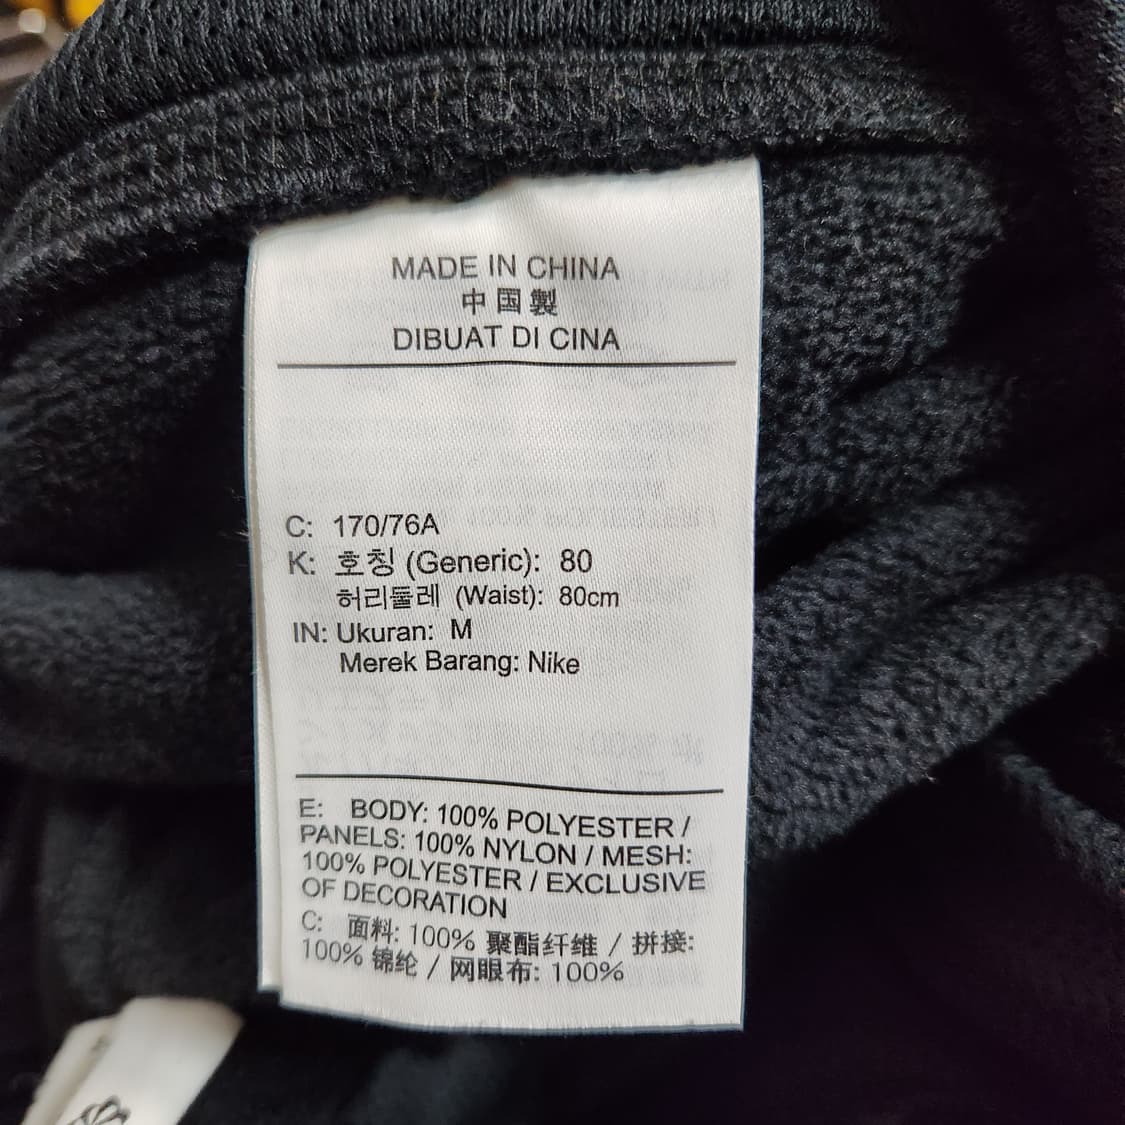 MADE IN CHINA
中国製
DIBUAT DI CINA
C: 170/76A
K: 호칭 (Generic): 80
허리둘레 (Waist): 80cm
IN: Ukuran: M
Merek Barang: Nike
E: BODY: 100% POLYESTER /
PANELS: 100% NYLON / MESH:
100% POLYESTER / EXCLUSIVE
OF DECORATION
C: 面料: 100% 聚酯纤维 / 拼接:
100% 锦纶 / 网眼布: 100%